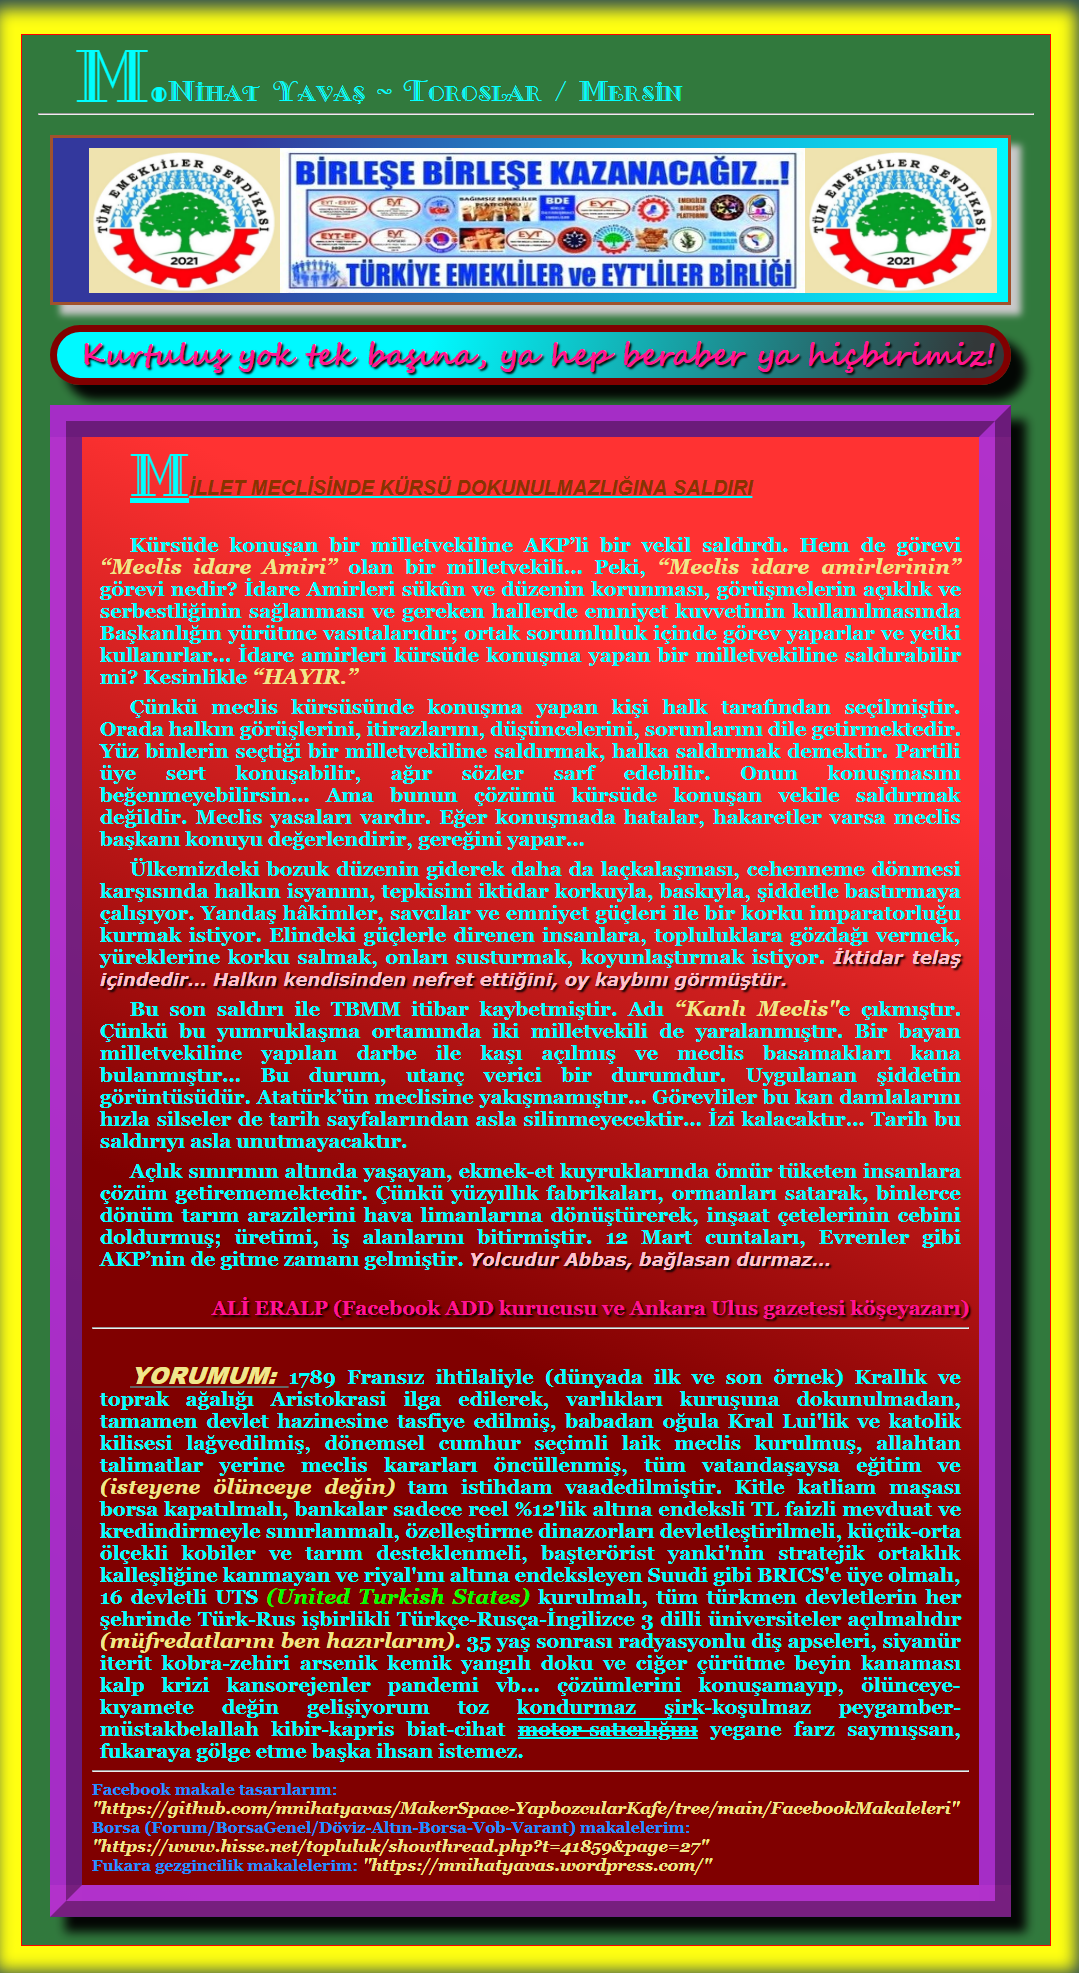 M.Nihat Yavaş ~ Toroslar / Mersin
TÜM EMEKLİLER SENDİKASI
2021
BİRLEŞE BİRLEŞE KAZANACAĞIZ...!
EYT-ESYD
EYT
BAĞIMSIZ EMEKLİLER
BDE
EYT
EMEKLİLER
BİRLEŞİN
PLATFORMU
EYT-EF
EYT
EYT
TÜRKİYE EMEKLİLER ve EYT'LİLER BİRLİĞİ
TÜM EMEKLİLER SENDİKASI
2021
Kurtuluş yok tek başına, ya hep beraber ya hiçbirimiz!
MİLLET MECLİSİNDE KÜRSÜ DOKUNULMAZLIĞINA SALDIRI
Kürsüde konuşan bir milletvekiline AKP’li bir vekil saldırdı. Hem de görevi
“Meclis idare Amiri” olan bir milletvekili... Peki, “Meclis idare amirlerinin”
görevi nedir? İdare Amirleri sükûn ve düzenin korunması, görüşmelerin açıklık ve
serbestliğinin sağlanması ve gereken hallerde emniyet kuvvetinin kullanılmasında
Başkanlığın yürütme vasıtalarıdır; ortak sorumluluk içinde görev yaparlar ve yetki
kullanırlar... İdare amirleri kürsüde konuşma yapan bir milletvekiline saldırabilir
mi? Kesinlikle “HAYIR.”
Çünkü meclis kürsüsünde konuşma yapan kişi halk tarafından seçilmiştir.
Orada halkın görüşlerini, itirazlarını, düşüncelerini, sorunlarını dile getirmektedir.
Yüz binlerin seçtiği bir milletvekiline saldırmak, halka saldırmak demektir. Partili
üye sert konuşabilir, ağır sözler sarf edebilir. Onun konuşmasını
beğenmeyebilirsin... Ama bunun çözümü kürsüde konuşan vekile saldırmak
değildir. Meclis yasaları vardır. Eğer konuşmada hatalar, hakaretler varsa meclis
başkanı konuyu değerlendirir, gereğini yapar...
Ülkemizdeki bozuk düzenin giderek daha da laçkalaşması, cehenneme dönmesi
karşısında halkın isyanını, tepkisini iktidar korkuyla, baskıyla, şiddetle bastırmaya
çalışıyor. Yandaş hâkimler, savcılar ve emniyet güçleri ile bir korku imparatorluğu
kurmak istiyor. Elindeki güçlerle direnen insanlara, topluluklara gözdağı vermek,
yüreklerine korku salmak, onları susturmak, koyunlaştırmak istiyor. İktidar telaş
içindedir... Halkın kendisinden nefret ettiğini, oy kaybını görmüştür.
Bu son saldırı ile TBMM itibar kaybetmiştir. Adı “Kanlı Meclis"e çıkmıştır.
Çünkü bu yumruklaşma ortamında iki milletvekili de yaralanmıştır. Bir bayan
milletvekiline yapılan darbe ile kaşı açılmış ve meclis basamakları kana
bulanmıştır... Bu durum, utanç verici bir durumdur. Uygulanan şiddetin
görüntüsüdür. Atatürk’ün meclisine yakışmamıştır... Görevliler bu kan damlalarını
hızla silseler de tarih sayfalarından asla silinmeyecektir... İzi kalacaktır... Tarih bu
saldırıyı asla unutmayacaktır.
Açlık sınırının altında yaşayan, ekmek-et kuyruklarında ömür tüketen insanlara
çözüm getirememektedir. Çünkü yüzyıllık fabrikaları, ormanları satarak, binlerce
dönüm tarım arazilerini hava limanlarına dönüştürerek, inşaat çetelerinin cebini
doldurmuş; üretimi, iş alanlarını bitirmiştir. 12 Mart cuntaları, Evrenler gibi
AKP’nin de gitme zamanı gelmiştir. Yolcudur Abbas, bağlasan durmaz...
ALİ ERALP (Facebook ADD kurucusu ve Ankara Ulus gazetesi köşeyazarı)
YORUMUM: 1789 Fransız ihtilaliyle (dünyada ilk ve son örnek) Krallık ve
toprak ağalığı Aristokrasi ilga edilerek, varlıkları kuruşuna dokunulmadan,
tamamen devlet hazinesine tasfiye edilmiş, babadan oğula Kral Lui'lik ve katolik
kilisesi lağvedilmiş, dönemsel cumhur seçimli laik meclis kurulmuş, allahtan
talimatlar yerine meclis kararları öncüllenmiş, tüm vatandaşaysa eğitim ve
(isteyene ölünceye değin) tam istihdam vaadedilmiştir. Kitle katliam maşası
borsa kapatılmalı, bankalar sadece reel %12'lik altına endeksli TL faizli mevduat ve
kredindirmeyle sınırlanmalı, özelleştirme dinazorları devletleştirilmeli, küçük-orta
ölçekli kobiler ve tarım desteklenmeli, başterörist yanki'nin stratejik ortaklık
kalleşliğine kanmayan ve riyal'ını altına endeksleyen Suudi gibi BRICS'e üye olmalı,
16 devletli UTS (United Turkish States) kurulmalı, tüm türkmen devletlerin her
şehrinde Türk-Rus işbirlikli Türkçe-Rusça-İngilizce 3 dilli üniversiteler açılmalıdır
(müfredatlarını ben hazırlarım). 35 yaş sonrası radyasyonlu diş apseleri, siyanür
iterit kobra-zehiri arsenik kemik yangılı doku ve ciğer çürütme beyin kanaması
kalp krizi kansorejenler pandemi vb... çözümlerini konuşamayıp, ölünceye-
kıyamete değin gelişiyorum toz kondurmaz şirk-koşulmaz peygamber-
müstakbelallah kibir-kapris biat-cihat motor-satıcılığını yegane farz saymışsan,
fukaraya gölge etme başka ihsan istemez.
Facebook makale tasarılarım:
"https://github.com/mnihatyavas/MakerSpace-YapbozcularKafe/tree/main/FacebookMakaleleri"
Borsa (Forum/BorsaGenel/Döviz-Altın-Borsa-Vob-Varant) makalelerim:
"https://www.hisse.net/topluluk/showthread.php?t=41859&page=27"
Fukara gezgincilik makalelerim: "https://mnihatyavas.wordpress.com/"